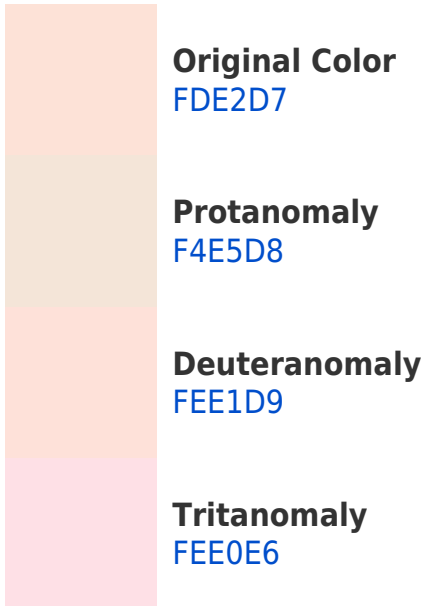 Original Color
FDE2D7
Protanomaly
F4E5D8
Deuteranomaly
FEE1D9
Tritanomaly
FEE0E6